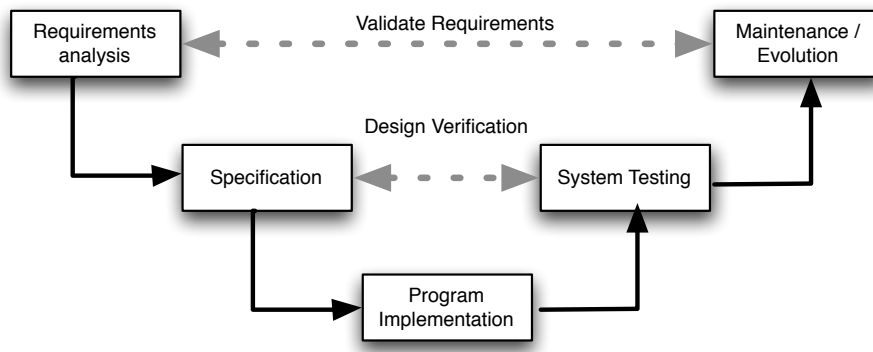 Requirements
analysis
Validate Requirements
Maintenance /
Evolution
Design Verification
Specification
System Testing
Program
Implementation